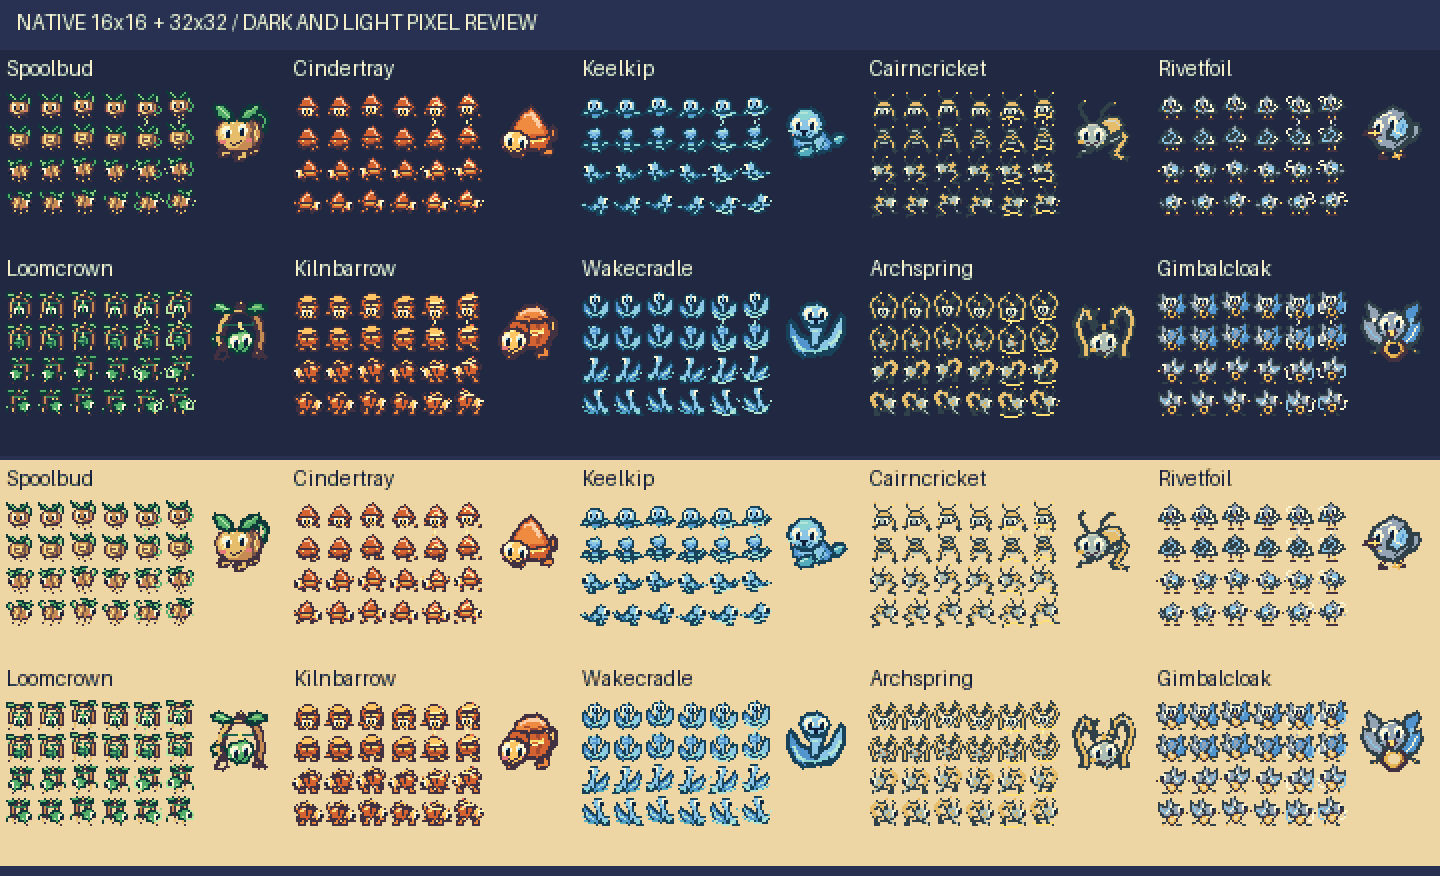 NATIVE 16x16 + 32x32 / DARK AND LIGHT PIXEL REVIEW
Spoolbud Cindertray Keelkip Cairncricket Rivetfoil
Loomcrown Kilnbarrow Wakecradle Archspring Gimbalcloak
Spoolbud Cindertray Keelkip Cairncricket Rivetfoil
Loomcrown Kilnbarrow Wakecradle Archspring Gimbalcloak